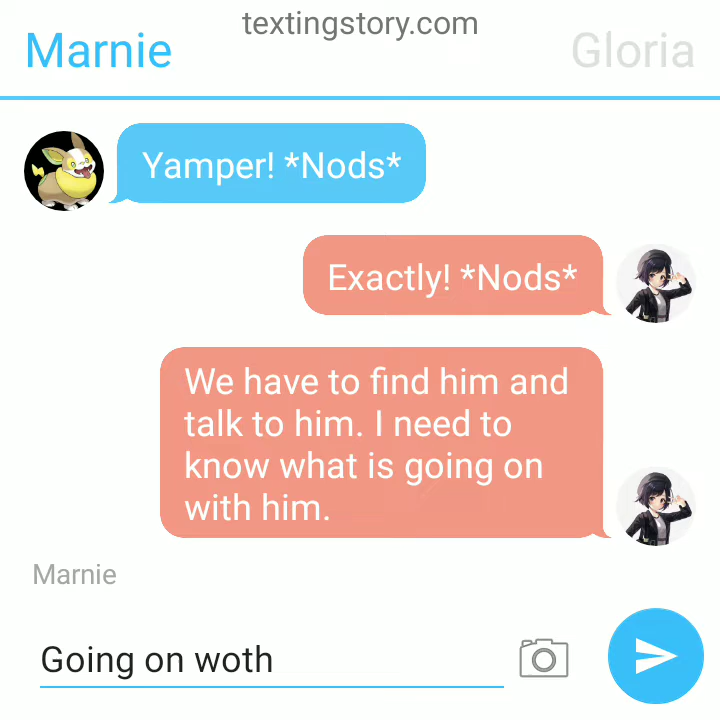 textingstory.com
Marnie
Gloria
Yamper! *Nods*
Exactly! *Nods*
We have to find him and
talk to him. I need to
know what is going on
with him.
Marnie
Going on woth